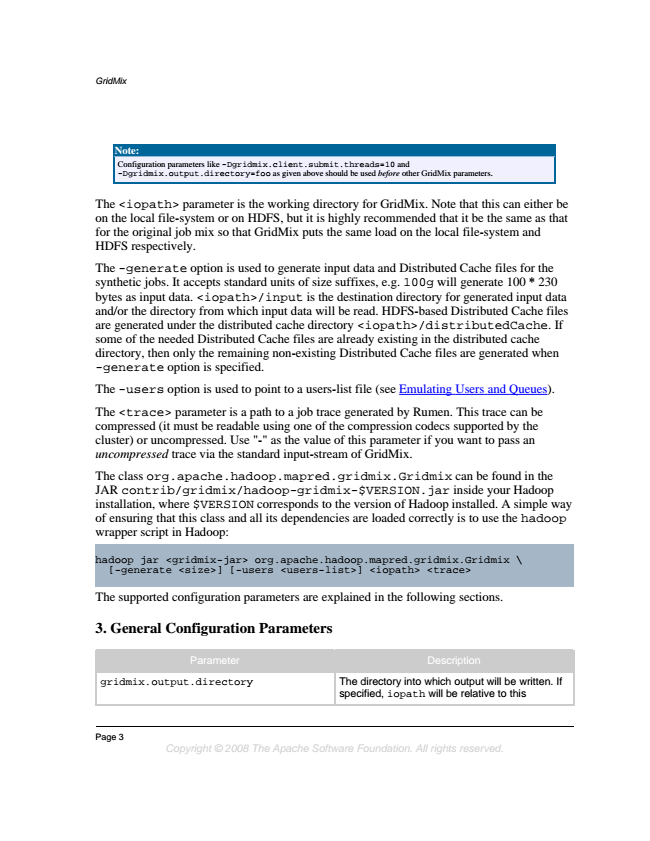 GridMix
Note:
Configuration parameters like -Dgridmix.client.submit.threads=10 and
-Dgridmix.output.directory=foo as given above should be used before other GridMix parameters.
The <iopath> parameter is the working directory for GridMix. Note that this can either be
on the local file-system or on HDFS, but it is highly recommended that it be the same as that
for the original job mix so that GridMix puts the same load on the local file-system and
HDFS respectively.
The -generate option is used to generate input data and Distributed Cache files for the
synthetic jobs. It accepts standard units of size suffixes, e.g. 100g will generate 100 * 230
bytes as input data. <iopath>/input is the destination directory for generated input data
and/or the directory from which input data will be read. HDFS-based Distributed Cache files
are generated under the distributed cache directory <iopath>/distributedCache. If
some of the needed Distributed Cache files are already existing in the distributed cache
directory, then only the remaining non-existing Distributed Cache files are generated when
-generate option is specified.
The -users option is used to point to a users-list file (see Emulating Users and Queues).
The <trace> parameter is a path to a job trace generated by Rumen. This trace can be
compressed (it must be readable using one of the compression codecs supported by the
cluster) or uncompressed. Use "-" as the value of this parameter if you want to pass an
uncompressed trace via the standard input-stream of GridMix.
The class org.apache.hadoop.mapred.gridmix.Gridmix can be found in the
JAR contrib/gridmix/hadoop-gridmix-$VERSION.jar inside your Hadoop
installation, where $VERSION corresponds to the version of Hadoop installed. A simple way
of ensuring that this class and all its dependencies are loaded correctly is to use the hadoop
wrapper script in Hadoop:
hadoop jar <gridmix-jar> org.apache.hadoop.mapred.gridmix.Gridmix \
[-generate <size>] [-users <users-list>] <iopath> <trace>
The supported configuration parameters are explained in the following sections.
3. General Configuration Parameters
Parameter Description
gridmix.output.directory The directory into which output will be written. If
specified, iopath will be relative to this
Page 3
Copyright © 2008 The Apache Software Foundation. All rights reserved.